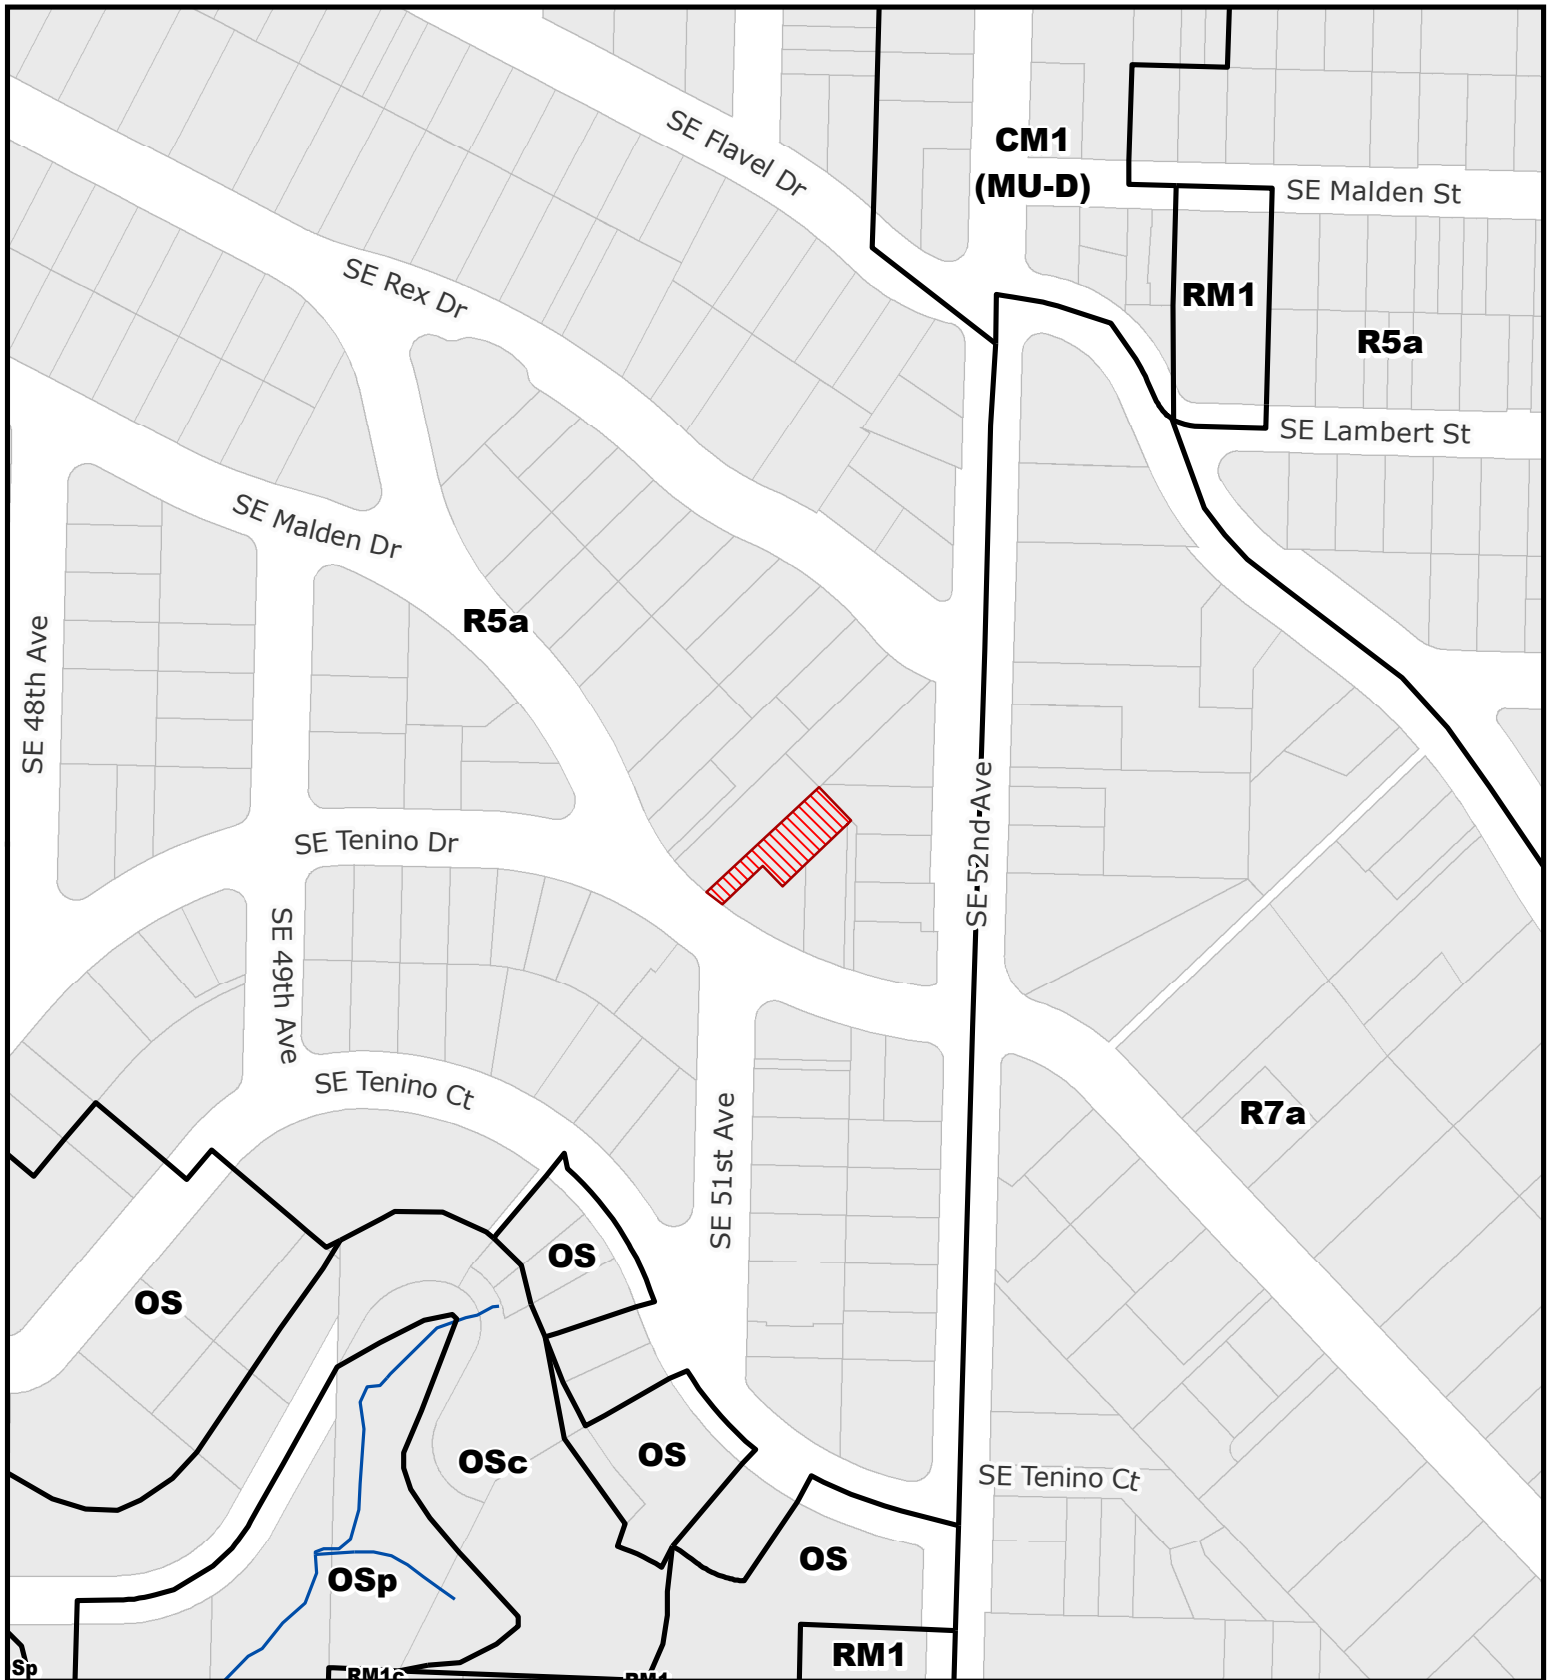 SE Flavel Dr
CM1
(MU-D)
SE Malden St
SE Rex Dr
RM1
R5a
SE Lambert St
SE Malden Dr
R5a
SE 48th Ave
SE Tenino Dr
SE 52nd Ave
SE 49th Ave
SE Tenino Ct
R7a
SE 51st Ave
OS
OS
OSc
OS
SE Tenino Ct
OS
OSp
RM1
Sp
RM1c
RM1